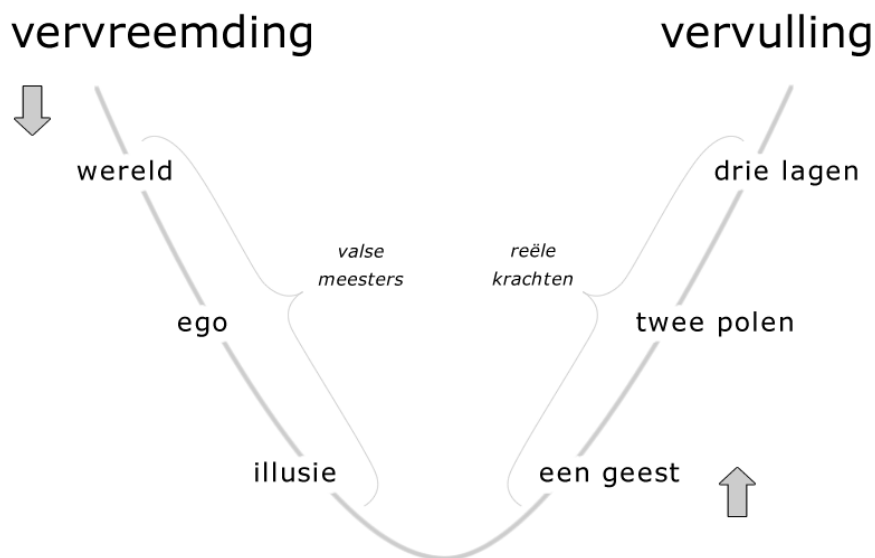 vervreemding
vervulling
wereld
drie lagen
valse
meesters
reële
krachten
ego
twee polen
illusie
een geest